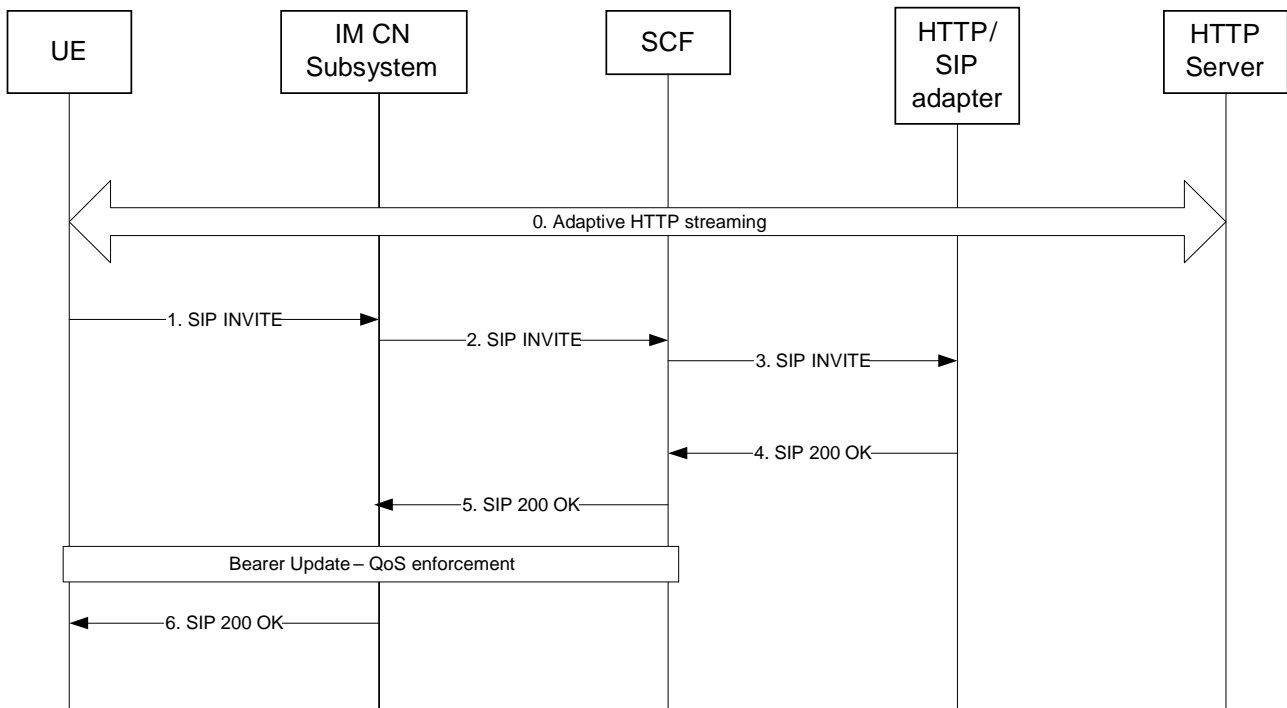 UE
IM CN
Subsystem
SCF
HTTP/
SIP
adapter
HTTP
Server
0. Adaptive HTTP streaming
1. SIP INVITE
2. SIP INVITE
3. SIP INVITE
4. SIP 200 OK
5. SIP 200 OK
Bearer Update – QoS enforcement
6. SIP 200 OK